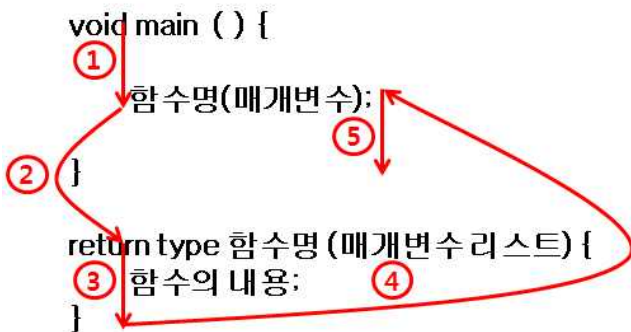 void main ( ) {
①
함수명(매개변수);
⑤
② }
return type 함수명 (매개변수리스트) {
③ 함수의 내용; ④
}